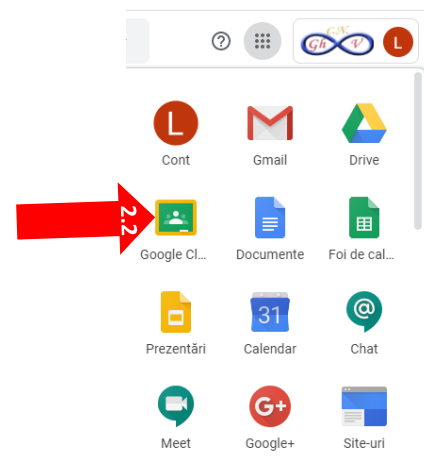 C.N.
Gh V
L
L
Cont Gmail Drive
2.2
Google Cl... Documente Foi de cal...
31
@
Prezentări Calendar Chat
G+
Meet Google+ Site-uri